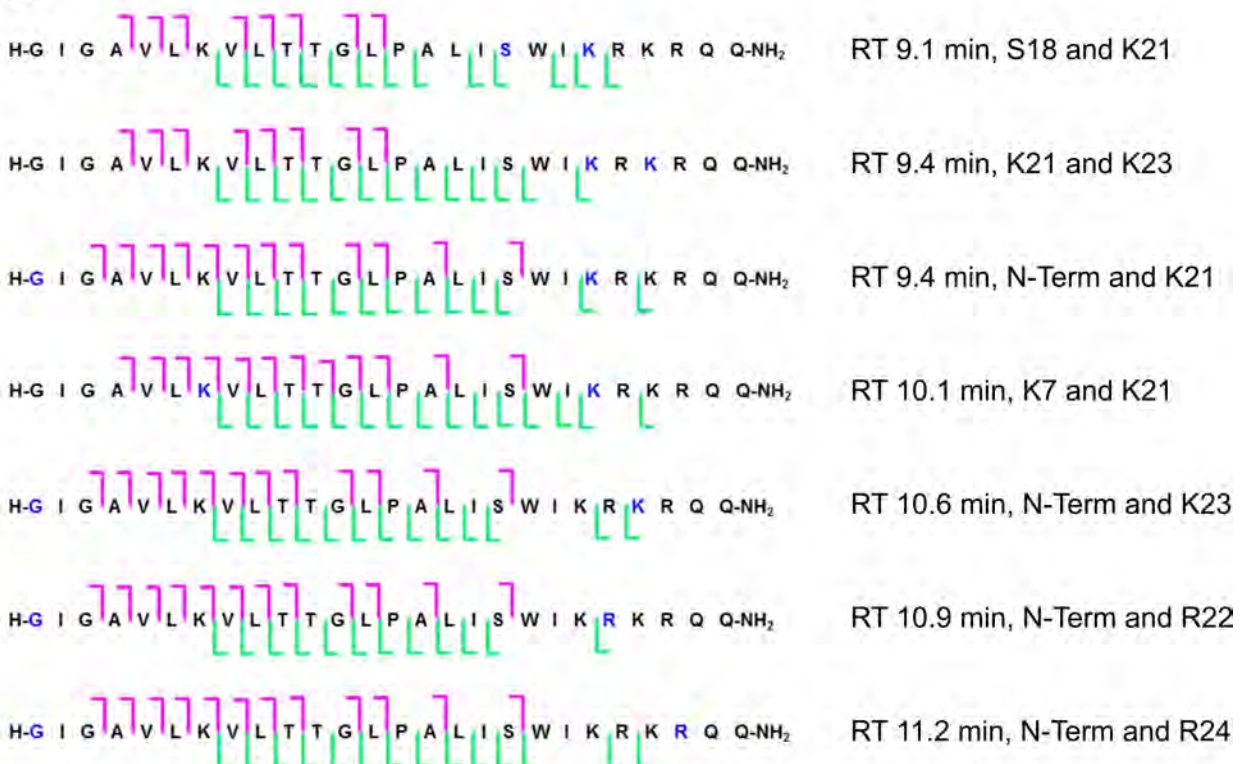 H-G I G A V L K V L T T G L P A L I S W I K R K R Q Q-NH₂ RT 9.1 min, S18 and K21
H-G I G A V L K V L T T G L P A L I S W I K R K R Q Q-NH₂ RT 9.4 min, K21 and K23
H-G I G A V L K V L T T G L P A L I S W I K R K R Q Q-NH₂ RT 9.4 min, N-Term and K21
H-G I G A V L K V L T T G L P A L I S W I K R K R Q Q-NH₂ RT 10.1 min, K7 and K21
H-G I G A V L K V L T T G L P A L I S W I K R K R Q Q-NH₂ RT 10.6 min, N-Term and K23
H-G I G A V L K V L T T G L P A L I S W I K R K R Q Q-NH₂ RT 10.9 min, N-Term and R22
H-G I G A V L K V L T T G L P A L I S W I K R K R Q Q-NH₂ RT 11.2 min, N-Term and R24